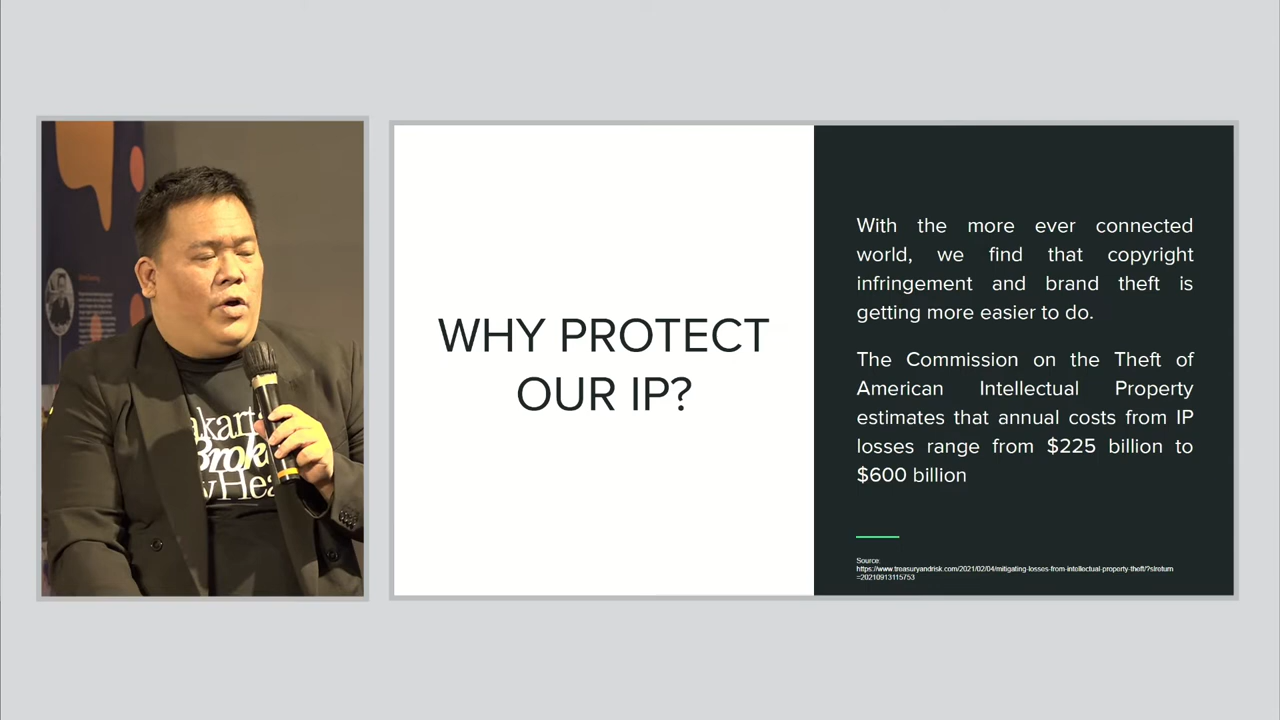 WHY PROTECT
OUR IP?
With the more ever connected
world, we find that copyright
infringement and brand theft is
getting more easier to do.
The Commission on the Theft of
American Intellectual Property
estimates that annual costs from IP
losses range from $225 billion to
$600 billion
Source:
https://www.treasuryandrisk.com/2021/02/04/mitigating-losses-from-intellectual-property-theft/?slreturn
=20210913115753
akart
Brok
yHea